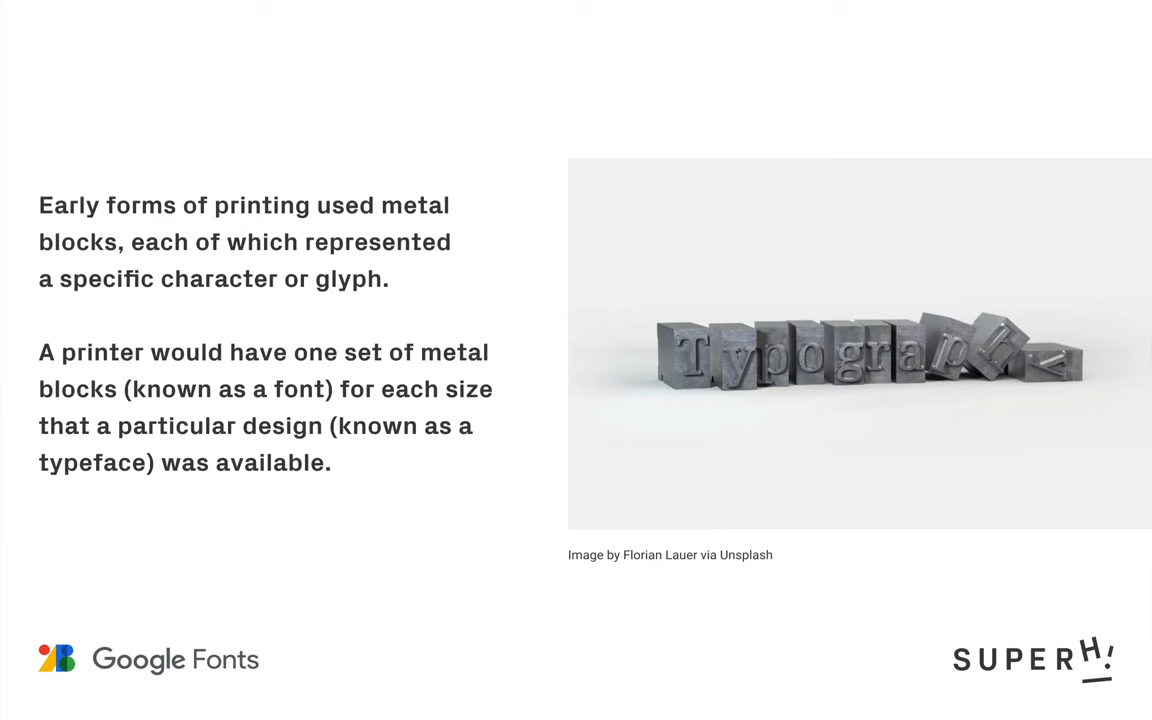 Early forms of printing used metal
blocks, each of which represented
a specific character or glyph.
A printer would have one set of metal
blocks (known as a font) for each size
that a particular design (known as a
typeface) was available.
Typography
Image by Florian Lauer via Unsplash
Google Fonts
SUPERH!